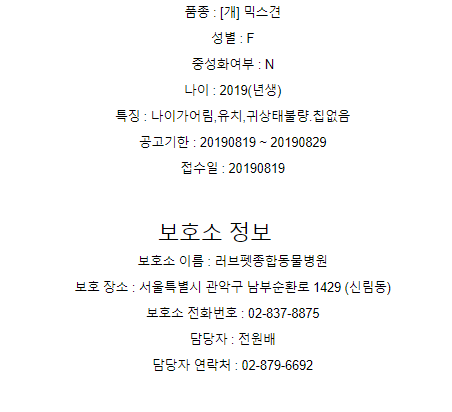 품종 : [개] 믹스견
성별 : F
중성화여부 : N
나이 : 2019(년생)
특징 : 나이가어림,유치,귀상태불량.칩없음
공고기한 : 20190819 ~ 20190829
접수일 : 20190819
보호소 정보
보호소 이름 : 러브펫종합동물병원
보호 장소 : 서울특별시 관악구 남부순환로 1429 (신림동)
보호소 전화번호 : 02-837-8875
담당자 : 전원배
담당자 연락처 : 02-879-6692